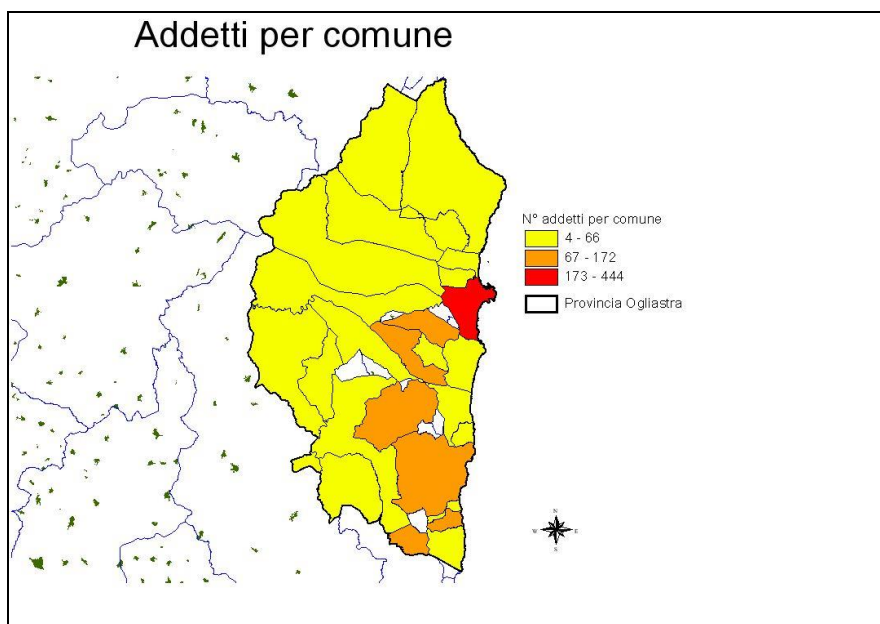 Addetti per comune
N° addetti per comune
4 - 66
67 - 172
173 - 444
Provincia Ogliastra
N
W E
S